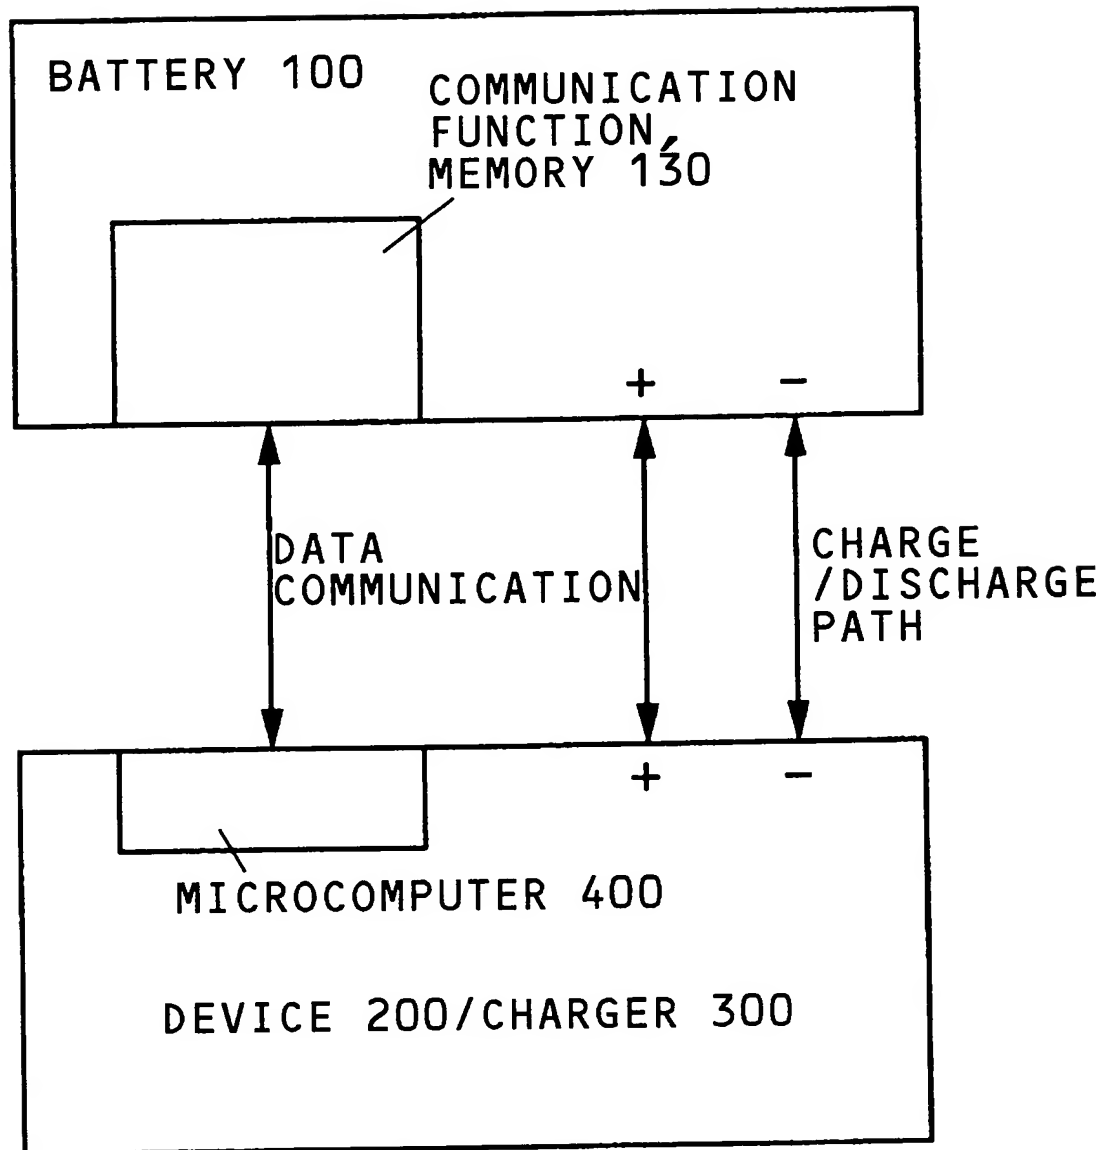 BATTERY 100
COMMUNICATION
FUNCTION,
MEMORY 130
+ −
DATA
COMMUNICATION
CHARGE
/DISCHARGE
PATH
+ −
MICROCOMPUTER 400
DEVICE 200/CHARGER 300